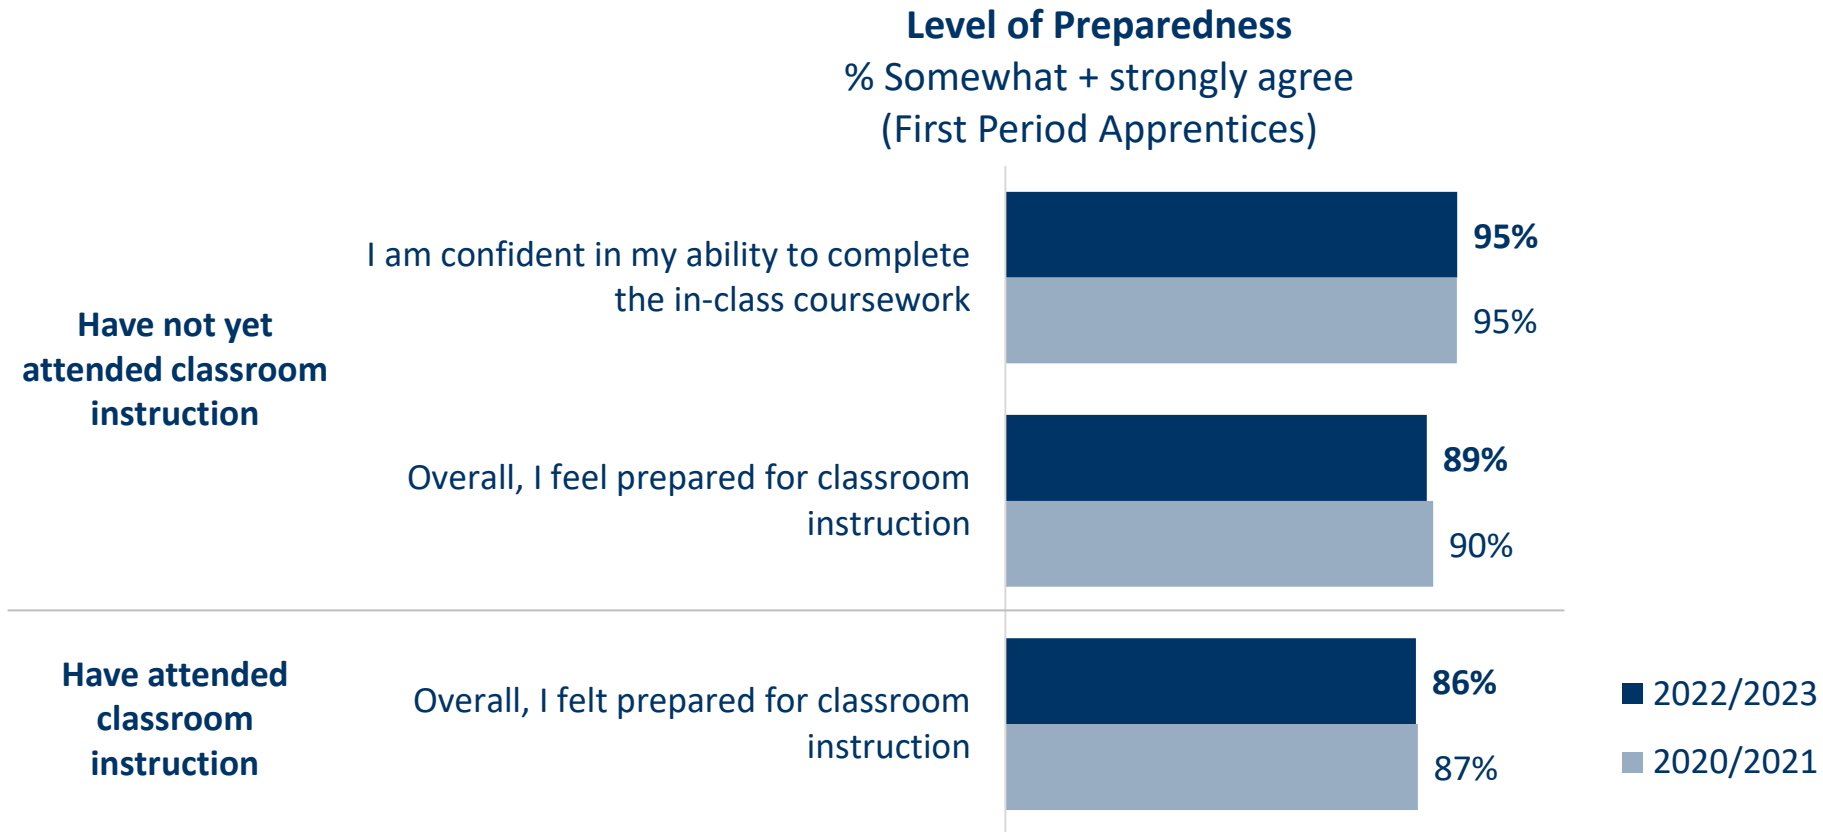 Level of Preparedness
% Somewhat + strongly agree
(First Period Apprentices)
Have not yet
attended classroom
instruction
I am confident in my ability to complete
the in-class coursework
95%
95%
Overall, I feel prepared for classroom
instruction
89%
90%
Have attended
classroom
instruction
Overall, I felt prepared for classroom
instruction
86%
87%
2022/2023
2020/2021